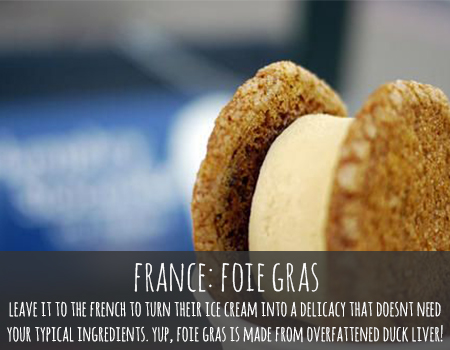 FRANCE: FOIE GRAS
LEAVE IT TO THE FRENCH TO TURN THEIR ICE CREAM INTO A DELICACY THAT DOESNT NEED
YOUR TYPICAL INGREDIENTS. YUP, FOIE GRAS IS MADE FROM OVERFATTENED DUCK LIVER!